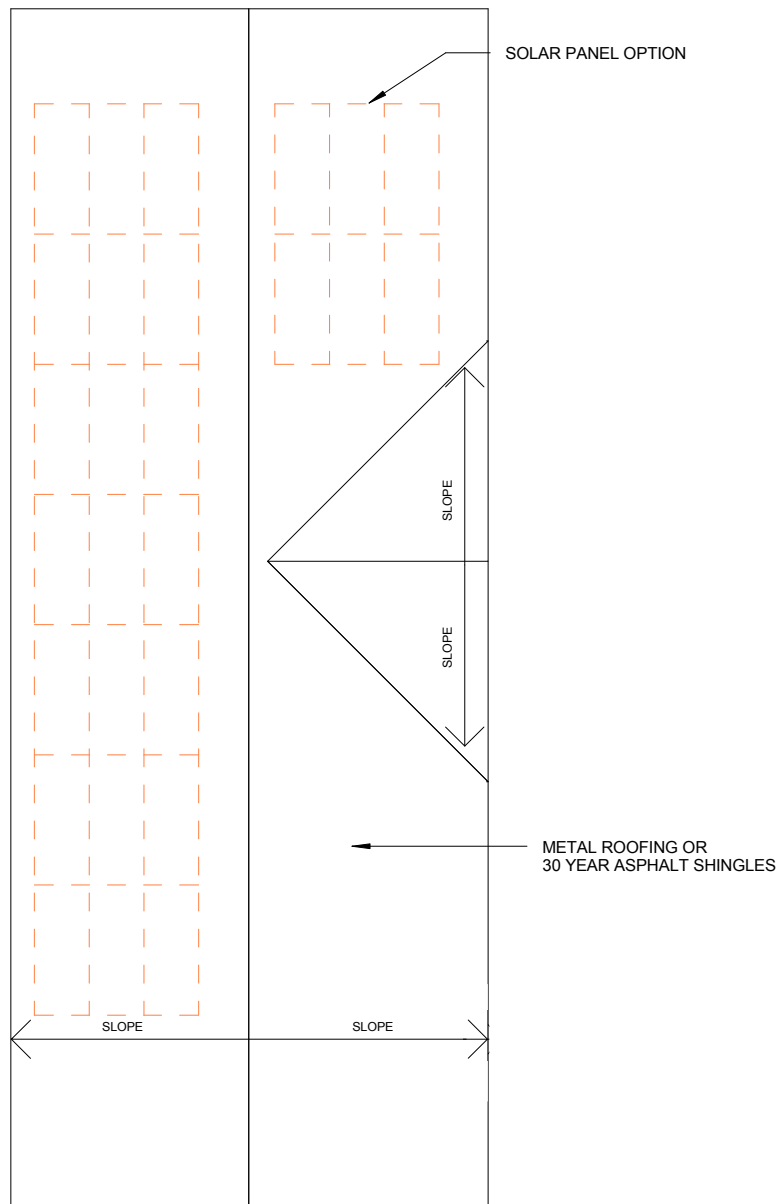 SOLAR PANEL OPTION
SLOPE
SLOPE
METAL ROOFING OR
30 YEAR ASPHALT SHINGLES
SLOPE
SLOPE